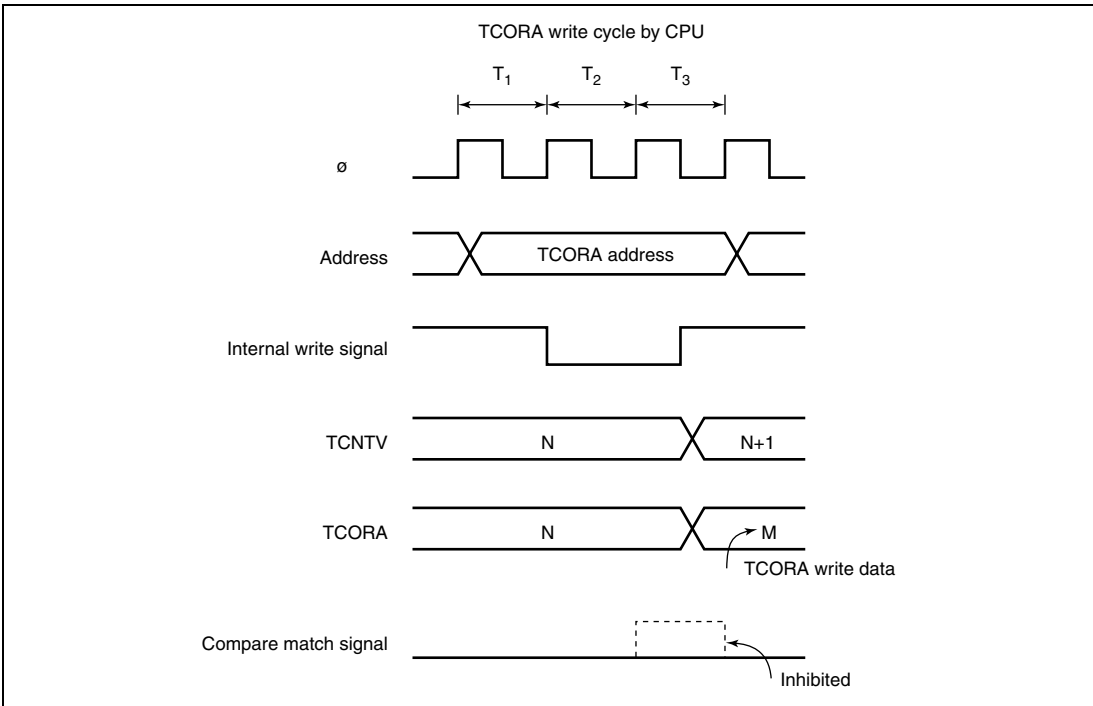 TCORA write cycle by CPU
T1 T2 T3
ø
Address TCORA address
Internal write signal
TCNTV N N+1
TCORA N M
TCORA write data
Compare match signal
Inhibited